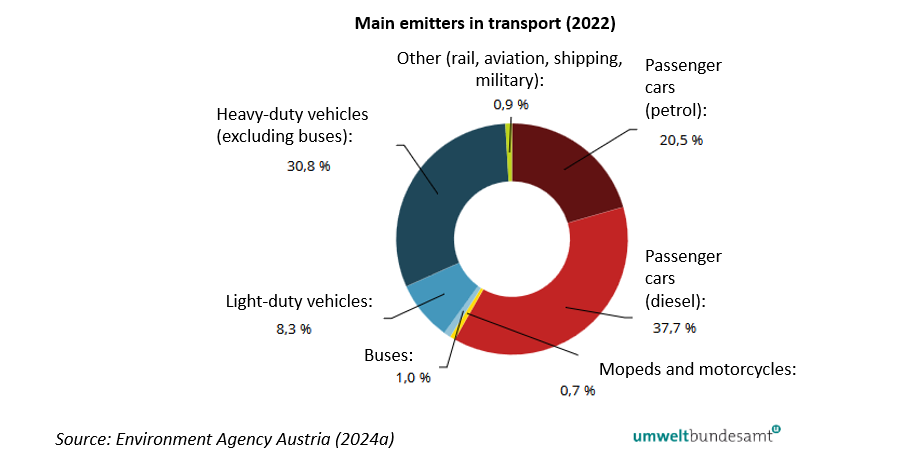 Main emitters in transport (2022)
Other (rail, aviation, shipping,
military):
0,9 %
Passenger
cars
(petrol):
20,5 %
Heavy-duty vehicles
(excluding buses):
30,8 %
Passenger
cars
(diesel):
37,7 %
Light-duty vehicles:
8,3 %
Buses:
1,0 %
Mopeds and motorcycles:
0,7 %
Source: Environment Agency Austria (2024a)
umweltbundesamt